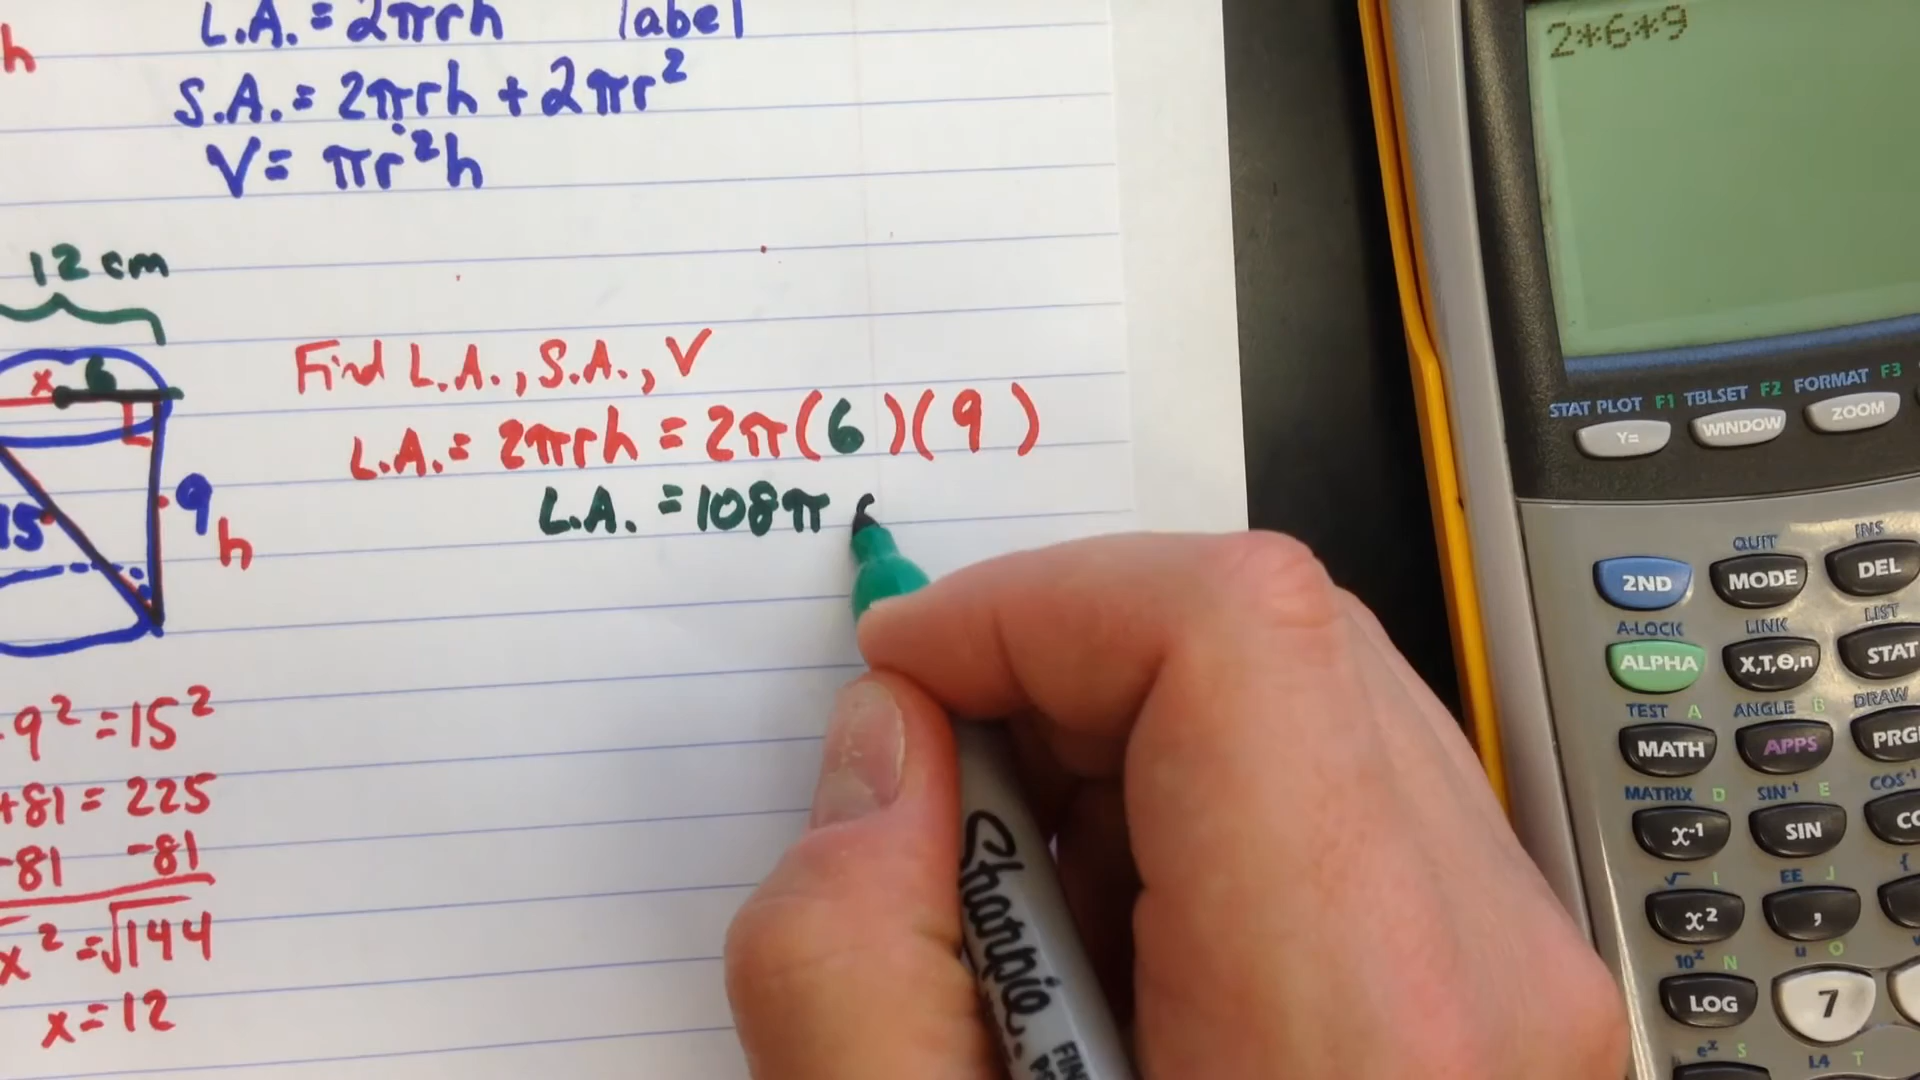 h
L.A. = 2πrh label
S.A. = 2πrh + 2πr²
V = πr²h
12 cm
x 6
15
9
h
Find L.A., S.A., V
L.A. = 2πrh = 2π(6)(9)
L.A. = 108π
9² = 15²
+81 = 225
-81 -81
x² = √144
x = 12
Sharpie.
FINE
2*6*9
STAT PLOT F1 TBLSET F2 FORMAT F3
Y= WINDOW ZOOM
QUIT INS
2ND MODE DEL
A-LOCK LINK LIST
ALPHA X,T,Θ,n STAT
TEST A ANGLE B DRAW
MATH APPS
MATRIX D SIN⁻¹ E COS⁻¹
x⁻¹ SIN
√ I EE J {
x² ,
10ˣ N u O
LOG 7
eˣ S L4 T